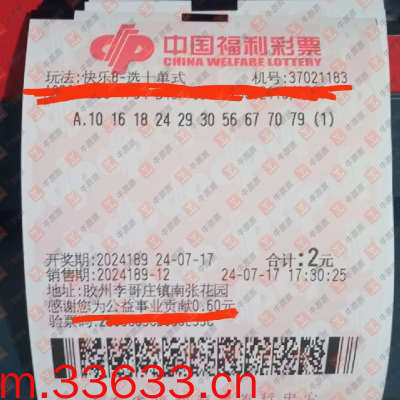 中国福利彩票
CHINA WELFARE LOTTERY
玩法:快乐8-选十单式 机号:37021183
A.10 16 18 24 29 30 56 67 70 79 (1)
开奖期:2024189 24-07-17 合计:2元
销售期:2024189-12 24-07-17 17:30:25
地址:胶州李哥庄镇南张花园
感谢您为公益事业贡献0.60元
验票码:
m.33633.cn